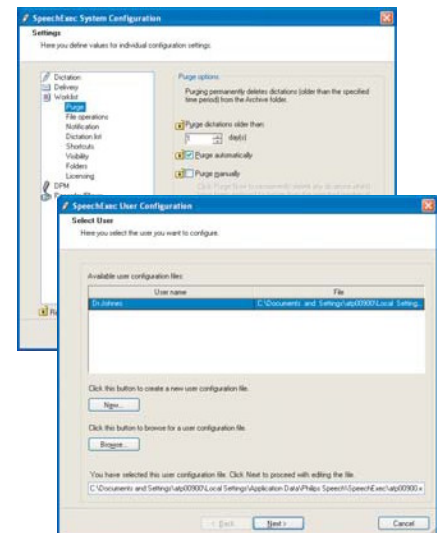 SpeechExec System Configuration
Settings
Here you define values for individual configuration settings.
Dictation
Delivery
Worklist
Purge
File operations
Notification
Dictation list
Shortcuts
Visibility
Folders
Licensing
DPM
Purge options
Purging permanently deletes dictations (older than the specified
time period) from the Archive folder.
Purge dictations older than:
1 day(s)
Purge automatically
Purge manually
SpeechExec User Configuration
Select User
Here you select the user you want to configure.
Available user configuration files:
User name File
C:\Documents and Settings\atp00900\Local Setting...
Click this button to create a new user configuration file.
New...
Click this button to browse for a user configuration file.
Browse...
You have selected this user configuration file. Click Next to proceed with editing the file.
C:\Documents and Settings\atp00900\Local Settings\Application Data\Philips Speech\SpeechExec\atp00900.
< Back Next > Cancel